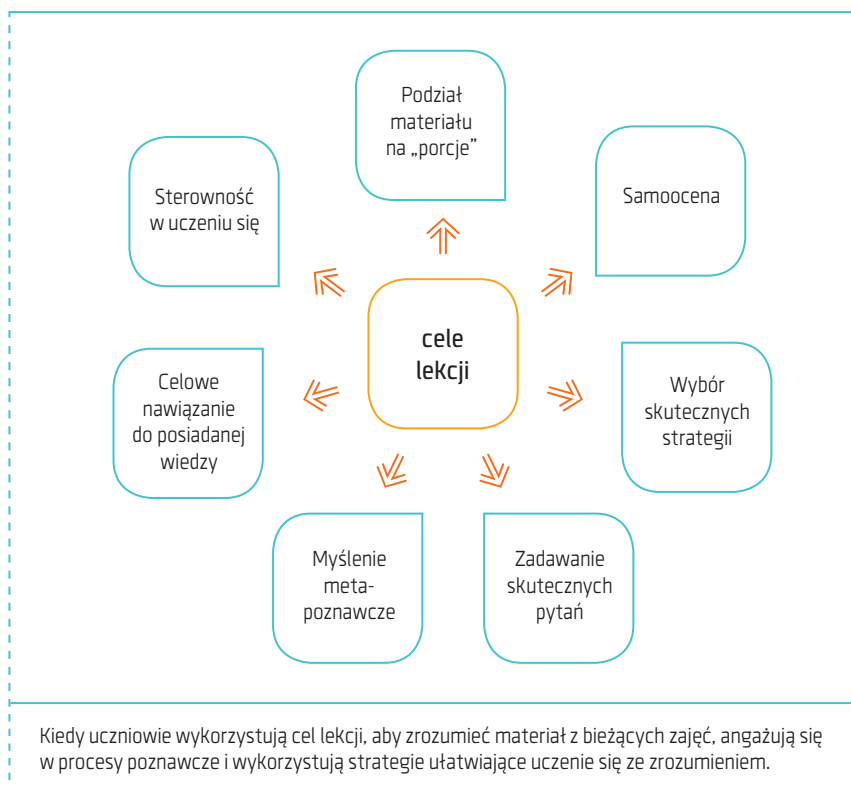 Podział
materiału
na „porcje”
Sterowność
w uczeniu się
Samoocena
cele
lekcji
Celowe
nawiązanie
do posiadanej
wiedzy
Wybór
skutecznych
strategii
Myślenie
meta-
poznawcze
Zadawanie
skutecznych
pytań
Kiedy uczniowie wykorzystują cel lekcji, aby zrozumieć materiał z bieżących zajęć, angażują się
w procesy poznawcze i wykorzystują strategie ułatwiające uczenie się ze zrozumieniem.